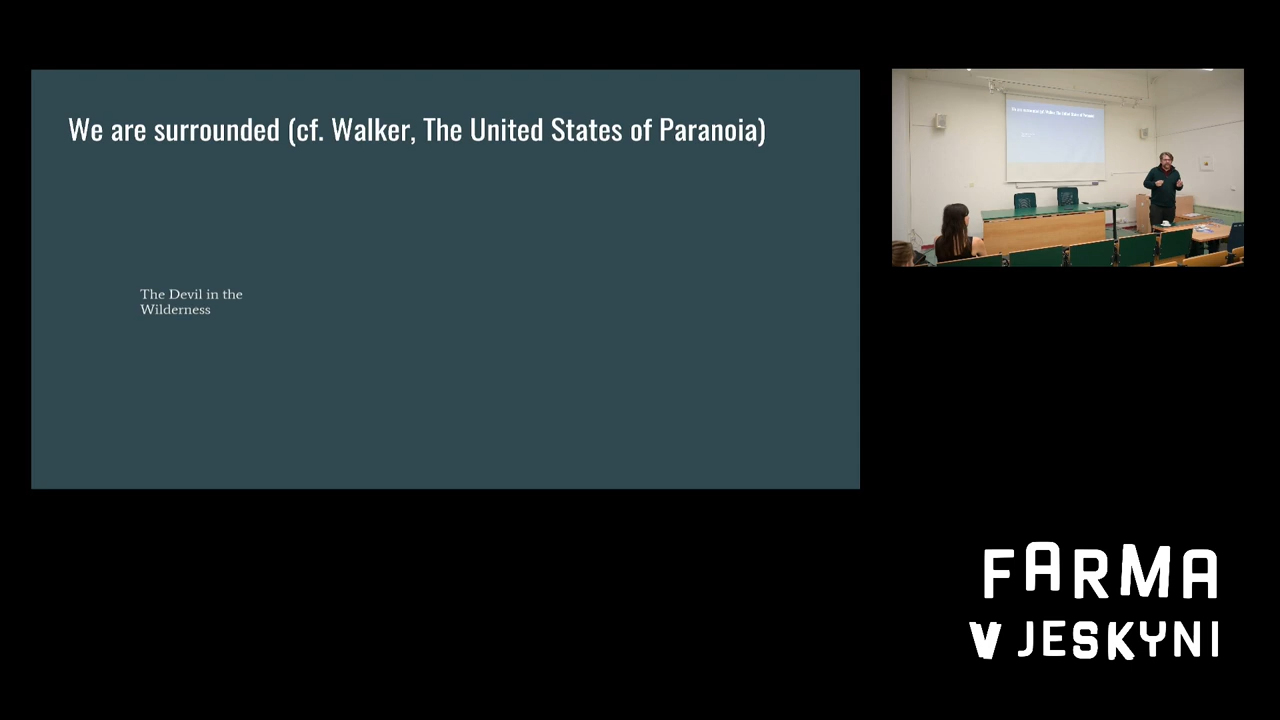 We are surrounded (cf. Walker, The United States of Paranoia)
The Devil in the
Wilderness
FARMA
V JESKYNI